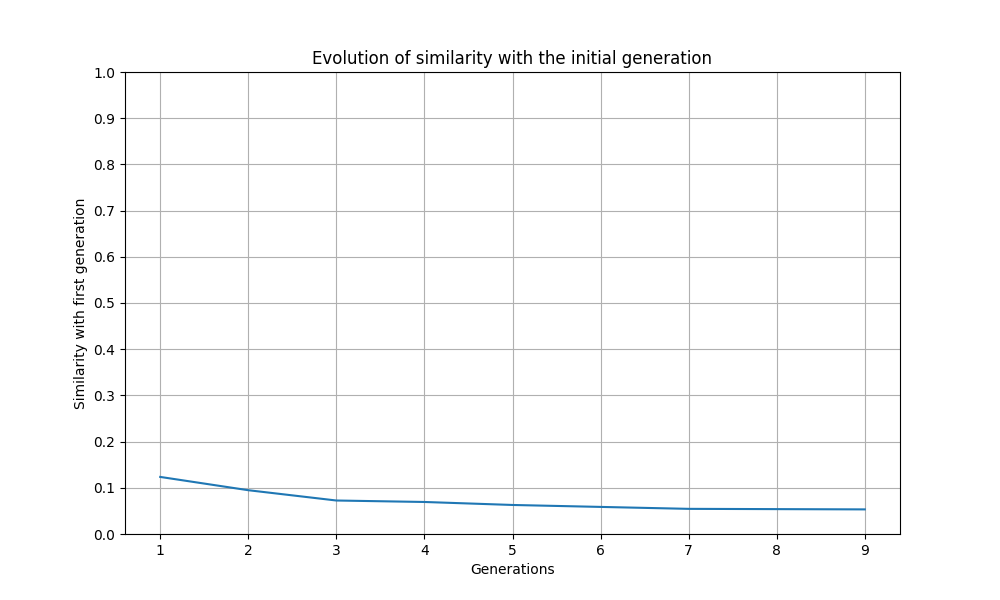 Evolution of similarity with the initial generation
1.0
0.9
0.8
0.7
0.6
0.5
0.4
0.3
0.2
0.1
0.0
Similarity with first generation
1 2 3 4 5 6 7 8 9
Generations